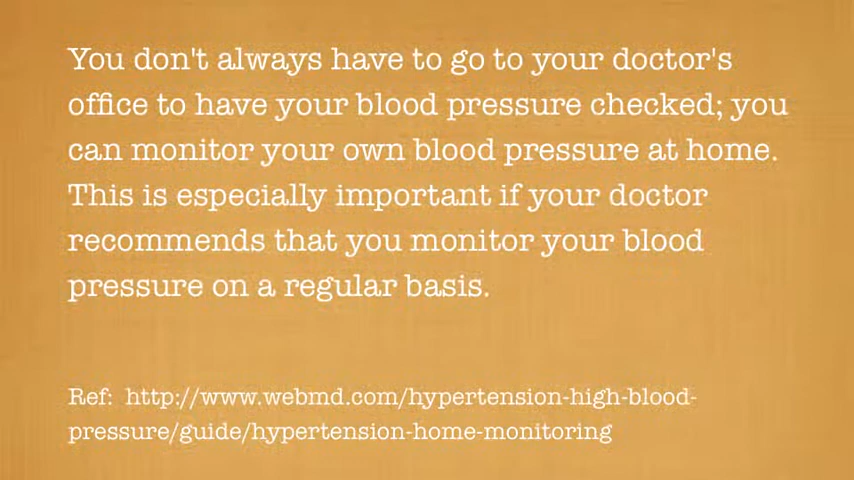 You don't always have to go to your doctor's
office to have your blood pressure checked; you
can monitor your own blood pressure at home.
This is especially important if your doctor
recommends that you monitor your blood
pressure on a regular basis.
Ref:  http://www.webmd.com/hypertension-high-blood-
pressure/guide/hypertension-home-monitoring